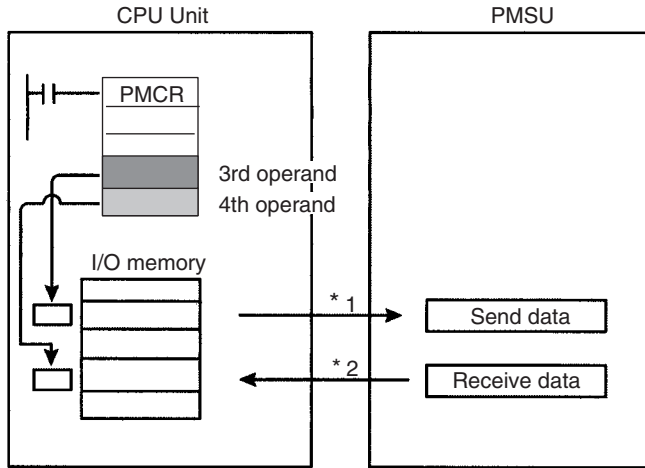 CPU Unit
PMSU
PMCR
3rd operand
4th operand
I/O memory
* 1
Send data
* 2
Receive data